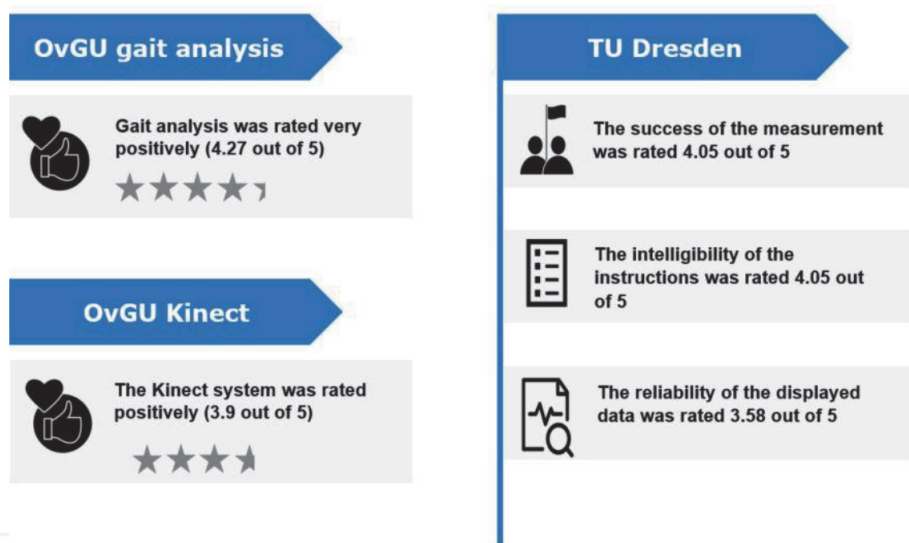 OvGU gait analysis
Gait analysis was rated very
positively (4.27 out of 5)
OvGU Kinect
The Kinect system was rated
positively (3.9 out of 5)
TU Dresden
The success of the measurement
was rated 4.05 out of 5
The intelligibility of the
instructions was rated 4.05 out
of 5
The reliability of the displayed
data was rated 3.58 out of 5